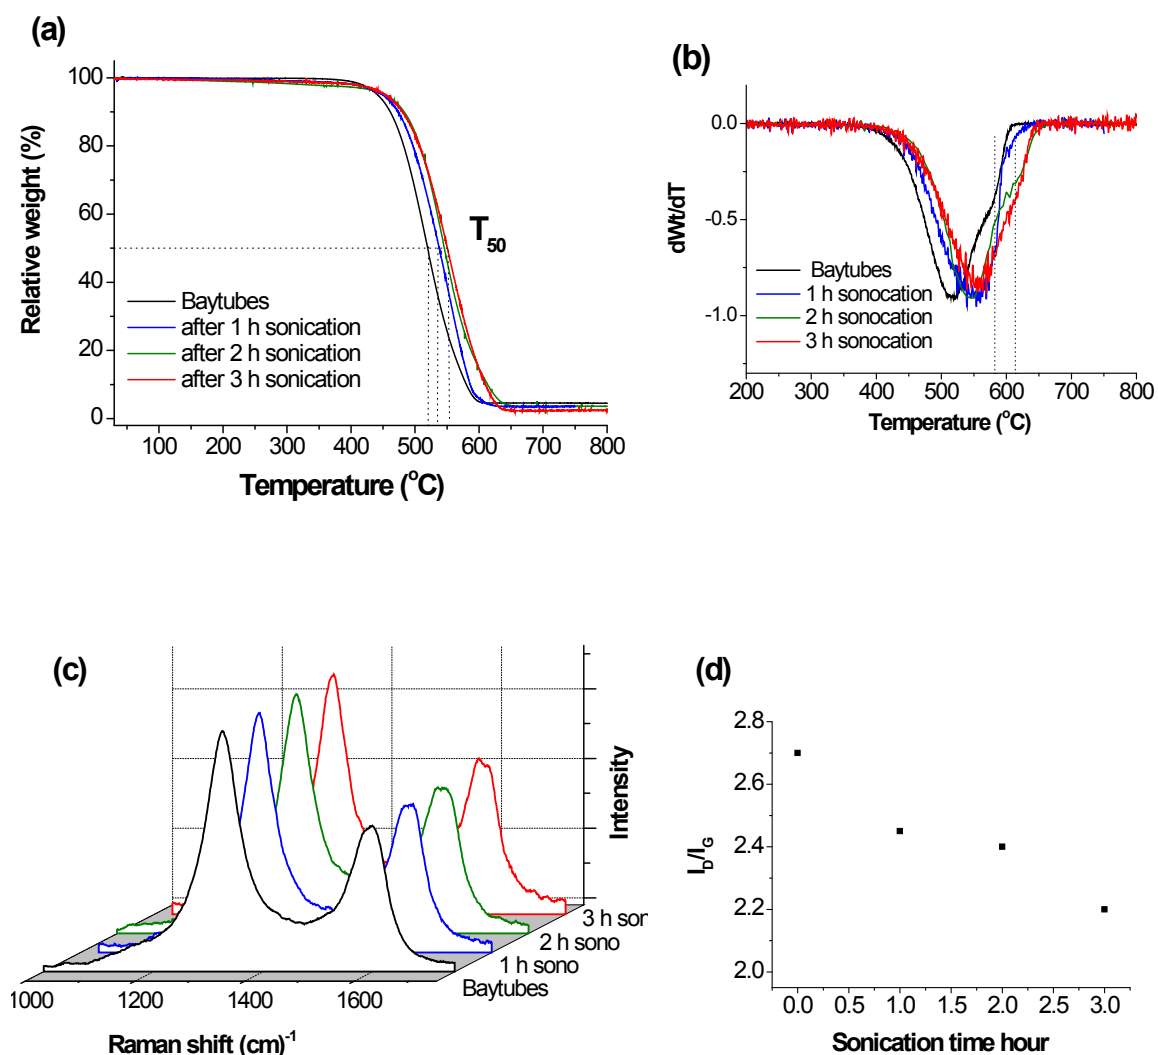 (a)
100
80
60
40
20
0
Relative weight (%)
T50
Baytubes
after 1 h sonication
after 2 h sonication
after 3 h sonication
100 200 300 400 500 600 700 800
Temperature (°C)
(b)
0.0
-0.5
-1.0
dWt/dT
Baytubes
1 h sonocation
2 h sonocation
3 h sonocation
200 300 400 500 600 700 800
Temperature (°C)
(c)
Intensity
3 h son
2 h sono
1 h sono
Baytubes
1000 1200 1400 1600
Raman shift (cm)-1
(d)
2.8
2.6
2.4
2.2
2.0
ID/IG
0.0 0.5 1.0 1.5 2.0 2.5 3.0
Sonication time hour